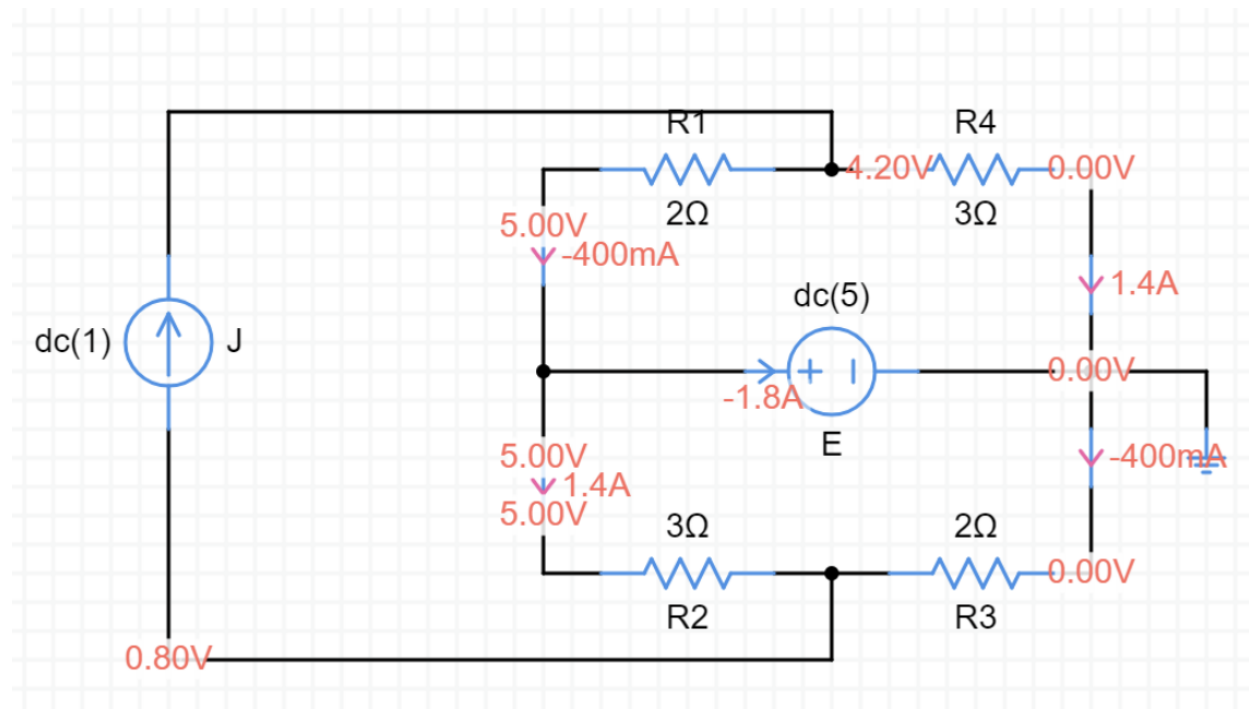 R1
R4
4.20V
0.00V
2Ω
3Ω
5.00V
-400mA
dc(5)
1.4A
dc(1)
J
+
0.00V
-1.8A
E
5.00V
-400mA
1.4A
5.00V
3Ω
2Ω
0.00V
R2
R3
0.80V